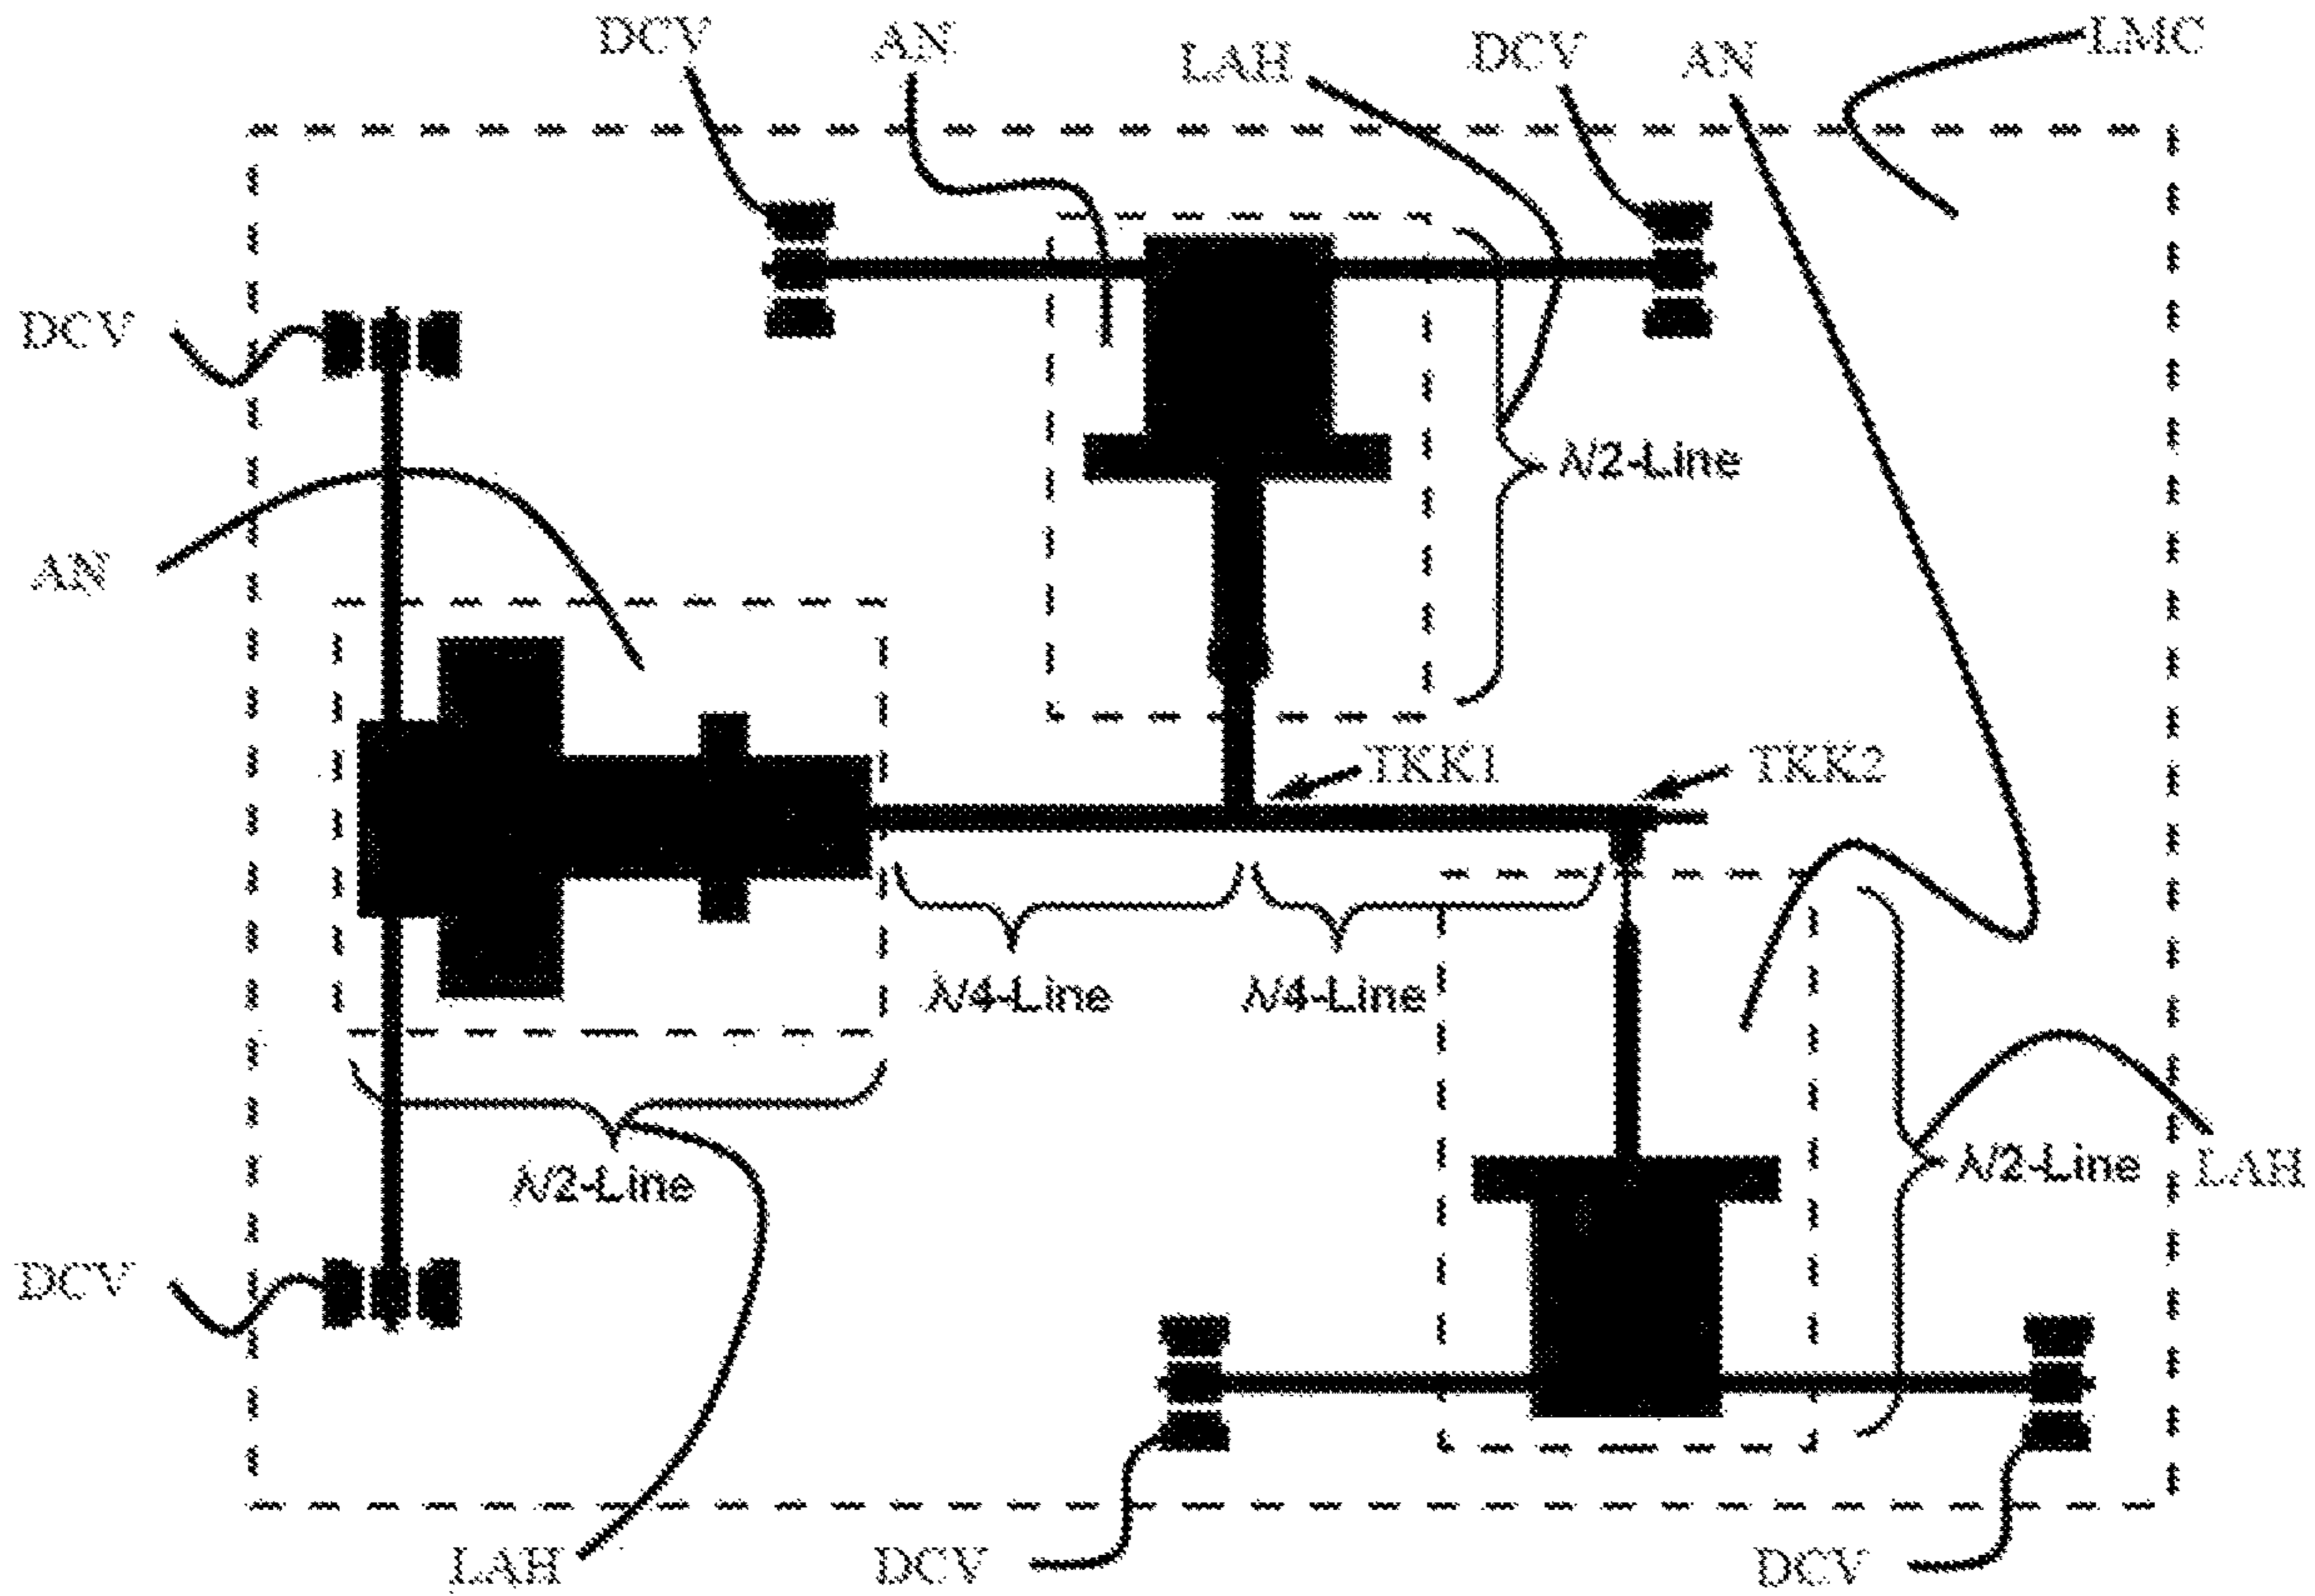 DCV AN LAH DCV AN LMC
DCV
λ/2-Line
AN
TKK1 TKK2
λ/4-Line λ/4-Line
λ/2-Line λ/2-Line LAH
DCV
LAH DCV DCV